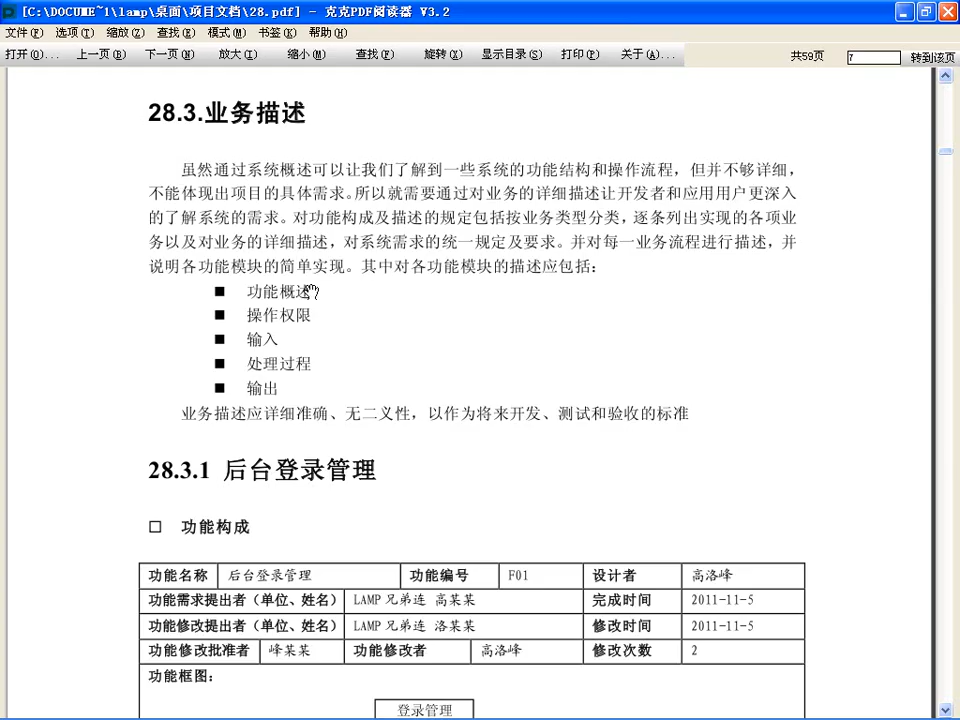 [C:\DOCUME~1\lamp\桌面\项目文档\28.pdf] - 克克PDF阅读器 V3.2
文件(F) 选项(T) 缩放(Z) 查找(E) 模式(M) 书签(K) 帮助(H)
打开(O)... 上一页(B) 下一页(N) 放大(I) 缩小(M) 查找(F) 旋转(X) 显示目录(S) 打印(P) 关于(A)... 共59页 7 转到该页
28.3.业务描述
虽然通过系统概述可以让我们了解到一些系统的功能结构和操作流程，但并不够详细，
不能体现出项目的具体需求。所以就需要通过对业务的详细描述让开发者和应用用户更深入
的了解系统的需求。对功能构成及描述的规定包括按业务类型分类，逐条列出实现的各项业
务以及对业务的详细描述，对系统需求的统一规定及要求。并对每一业务流程进行描述，并
说明各功能模块的简单实现。其中对各功能模块的描述应包括：
■ 功能概述
■ 操作权限
■ 输入
■ 处理过程
■ 输出
业务描述应详细准确、无二义性，以作为将来开发、测试和验收的标准
28.3.1 后台登录管理
□ 功能构成
功能名称 后台登录管理 功能编号 F01 设计者 高洛峰
功能需求提出者（单位、姓名） LAMP 兄弟连 高某某 完成时间 2011-11-5
功能修改提出者（单位、姓名） LAMP 兄弟连 洛某某 修改时间 2011-11-5
功能修改批准者 峰某某 功能修改者 高洛峰 修改次数 2
功能框图：
登录管理